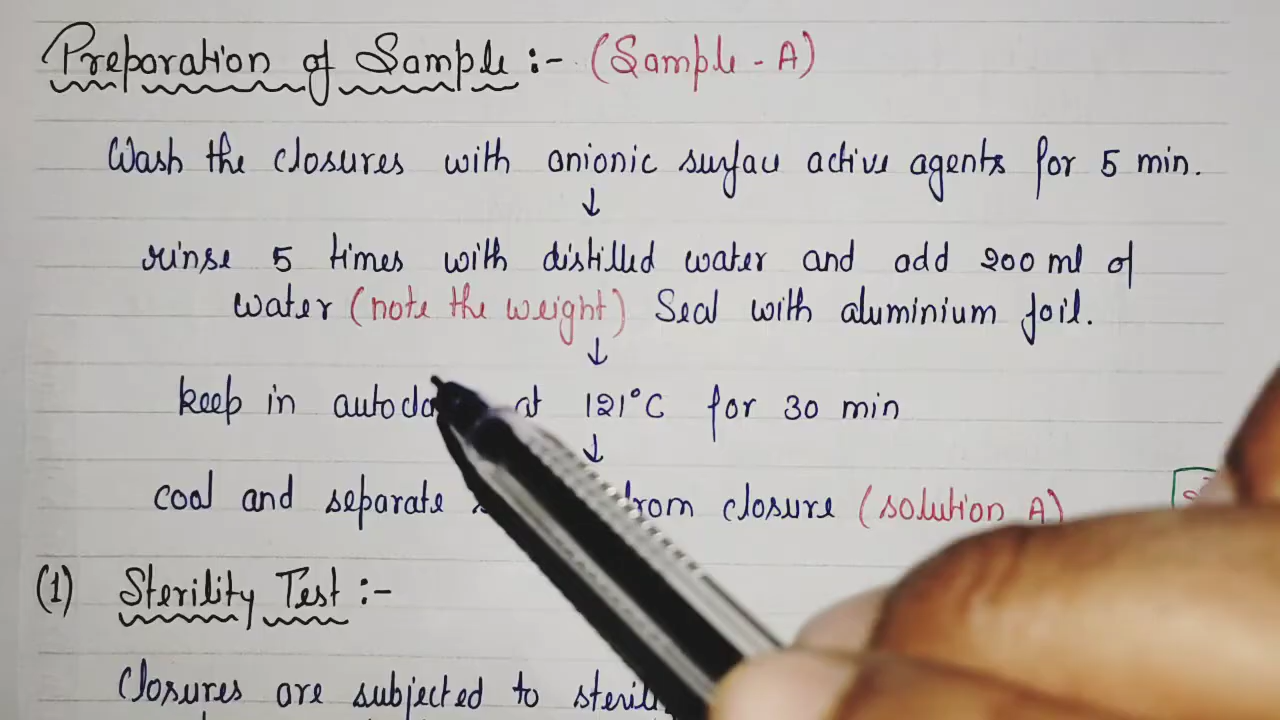 Preparation of Sample :- (Sample - A)
Wash the closures with anionic surface active agents for 5 min.
↓
rinse 5 times with distilled water and add 200 ml of
water (note the weight) Seal with aluminium foil.
↓
keep in at 121°C for 30 min
↓
cool and separate from closure (solution A)
(1) Sterility Test :-
Closures are subjected to